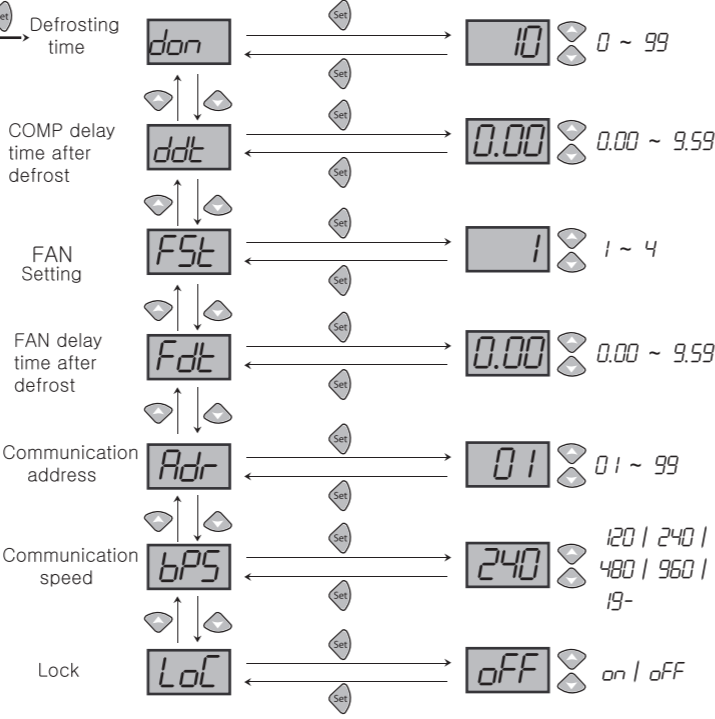 Set
Defrosting
time
don
Set
Set
10
0 ~ 99
COMP delay
time after
defrost
ddt
Set
Set
0.00
0.00 ~ 9.59
FAN
Setting
FSt
Set
Set
1
1 ~ 4
FAN delay
time after
defrost
Fdt
Set
Set
0.00
0.00 ~ 9.59
Communication
address
Adr
Set
Set
01
01 ~ 99
Communication
speed
bPS
Set
Set
240
120 | 240 |
480 | 960 |
19-
Lock
LoC
Set
Set
oFF
on | oFF